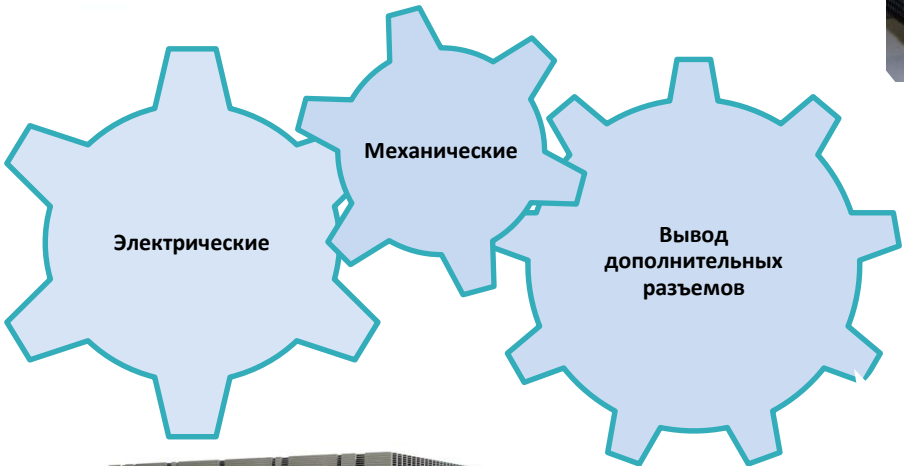 Механические
Электрические
Вывод
дополнительных
разъемов